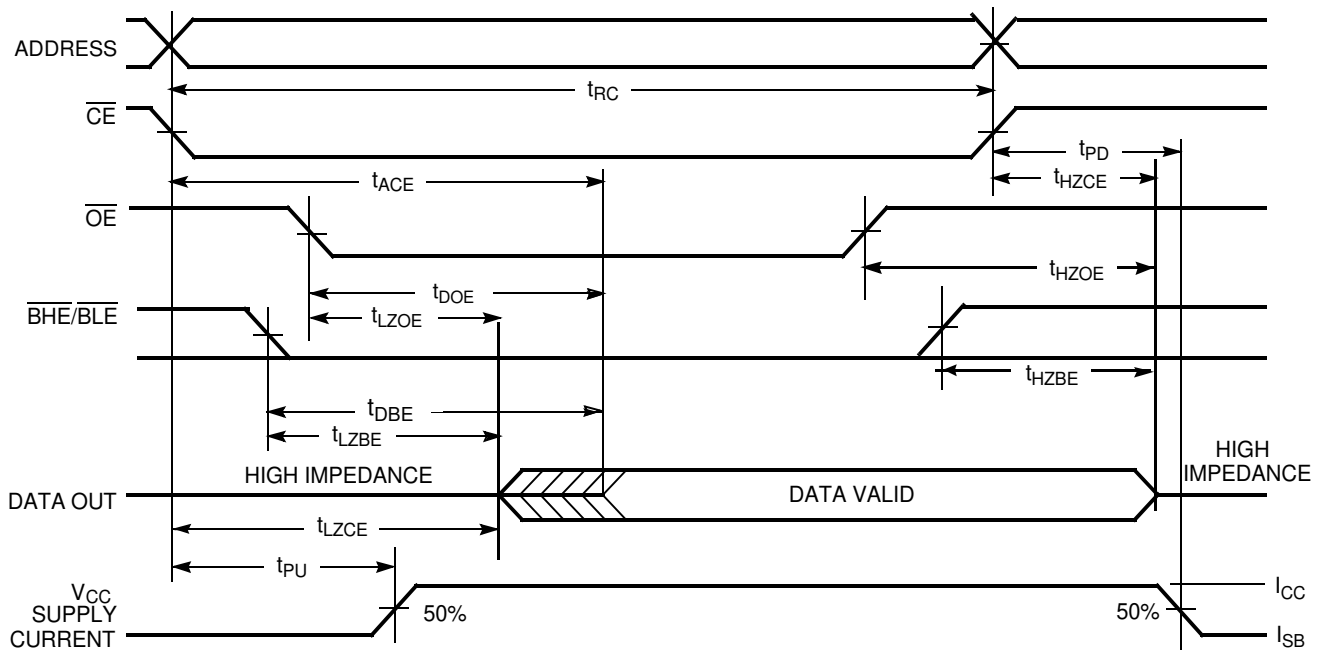 ADDRESS
tRC
CE
tPD
tACE
tHZCE
OE
tHZOE
tDOE
BHE/BLE
tLZOE
tHZBE
tDBE
tLZBE
HIGH IMPEDANCE
HIGH
IMPEDANCE
DATA OUT
DATA VALID
tLZCE
tPU
VCC
SUPPLY
CURRENT
50%
50%
ICC
ISB